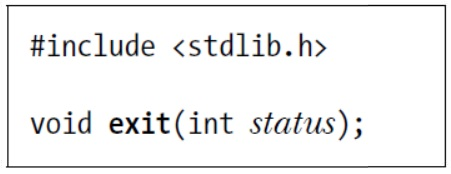 #include <stdlib.h>
void exit(int status);